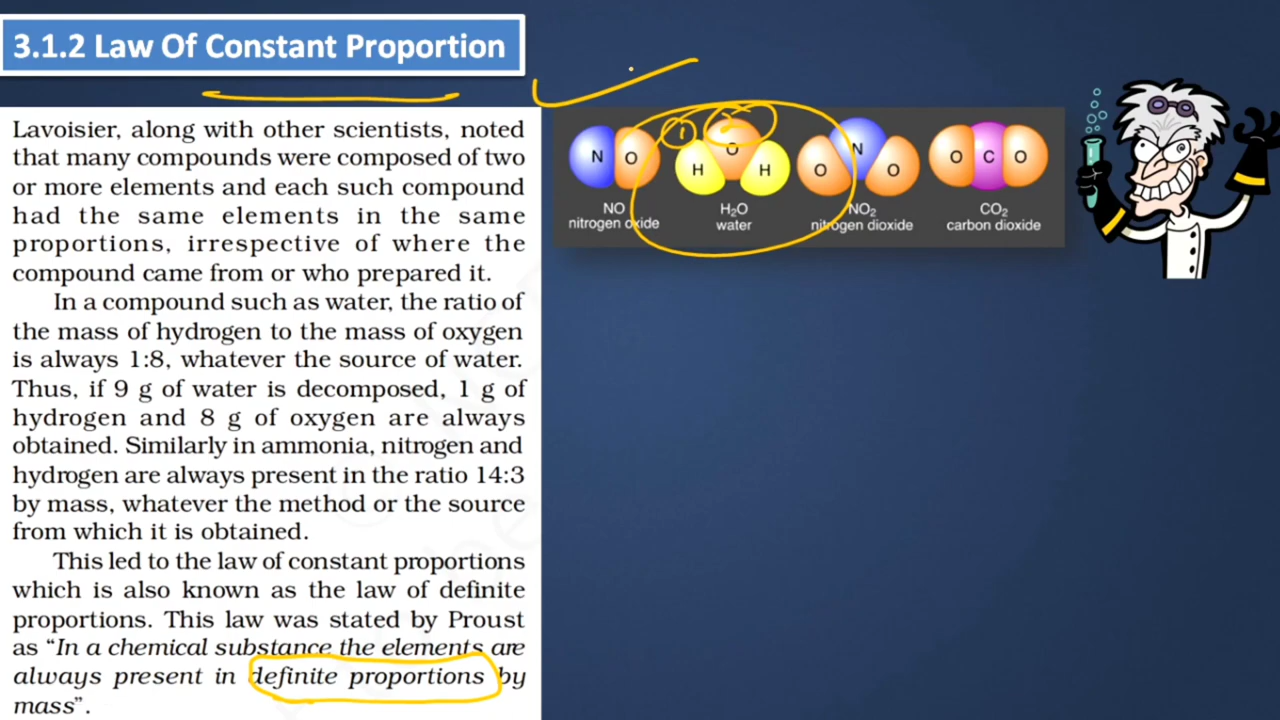 3.1.2 Law Of Constant Proportion
Lavoisier, along with other scientists, noted
that many compounds were composed of two
or more elements and each such compound
had the same elements in the same
proportions, irrespective of where the
compound came from or who prepared it.
In a compound such as water, the ratio of
the mass of hydrogen to the mass of oxygen
is always 1:8, whatever the source of water.
Thus, if 9 g of water is decomposed, 1 g of
hydrogen and 8 g of oxygen are always
obtained. Similarly in ammonia, nitrogen and
hydrogen are always present in the ratio 14:3
by mass, whatever the method or the source
from which it is obtained.
This led to the law of constant proportions
which is also known as the law of definite
proportions. This law was stated by Proust
as “In a chemical substance the elements are
always present in definite proportions by
mass”.
N O
NO
nitrogen oxide
1
H O H
H₂O
water
O N O
NO₂
nitrogen dioxide
O C O
CO₂
carbon dioxide